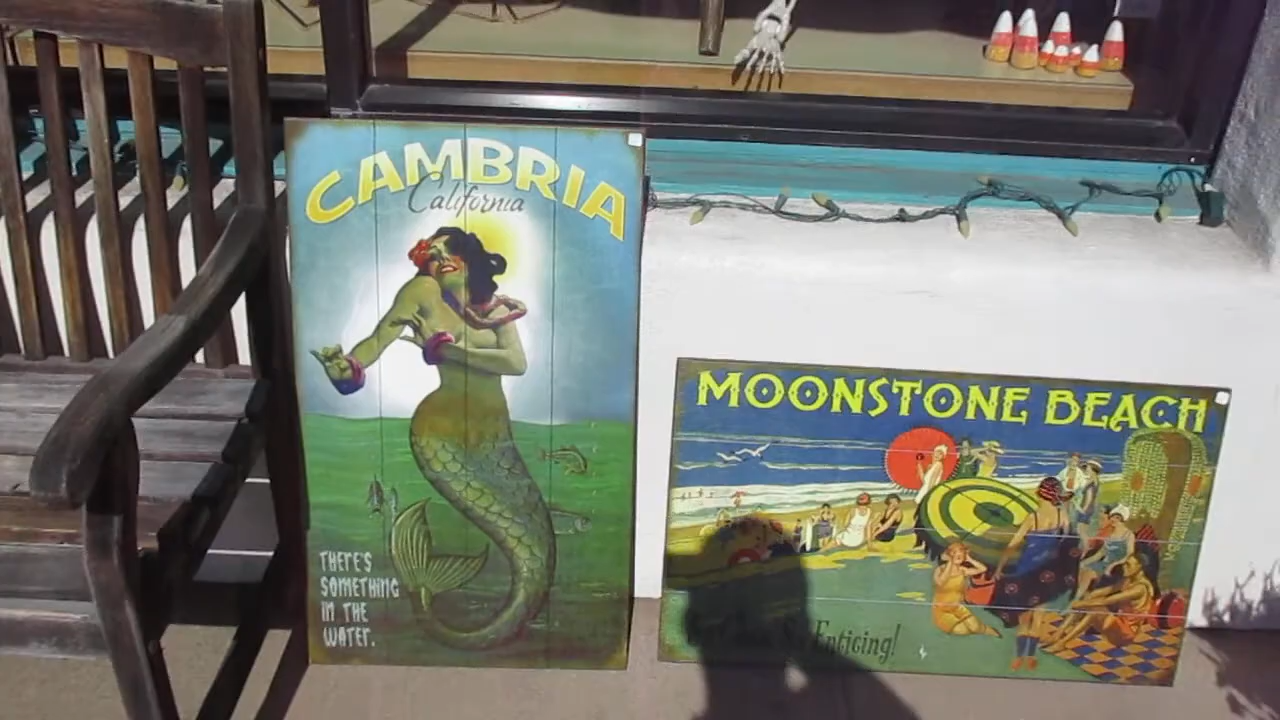 CAMBRIA
California
THERE'S
SOMETHING
IN THE
WATER.
MOONSTONE BEACH
Enticing!